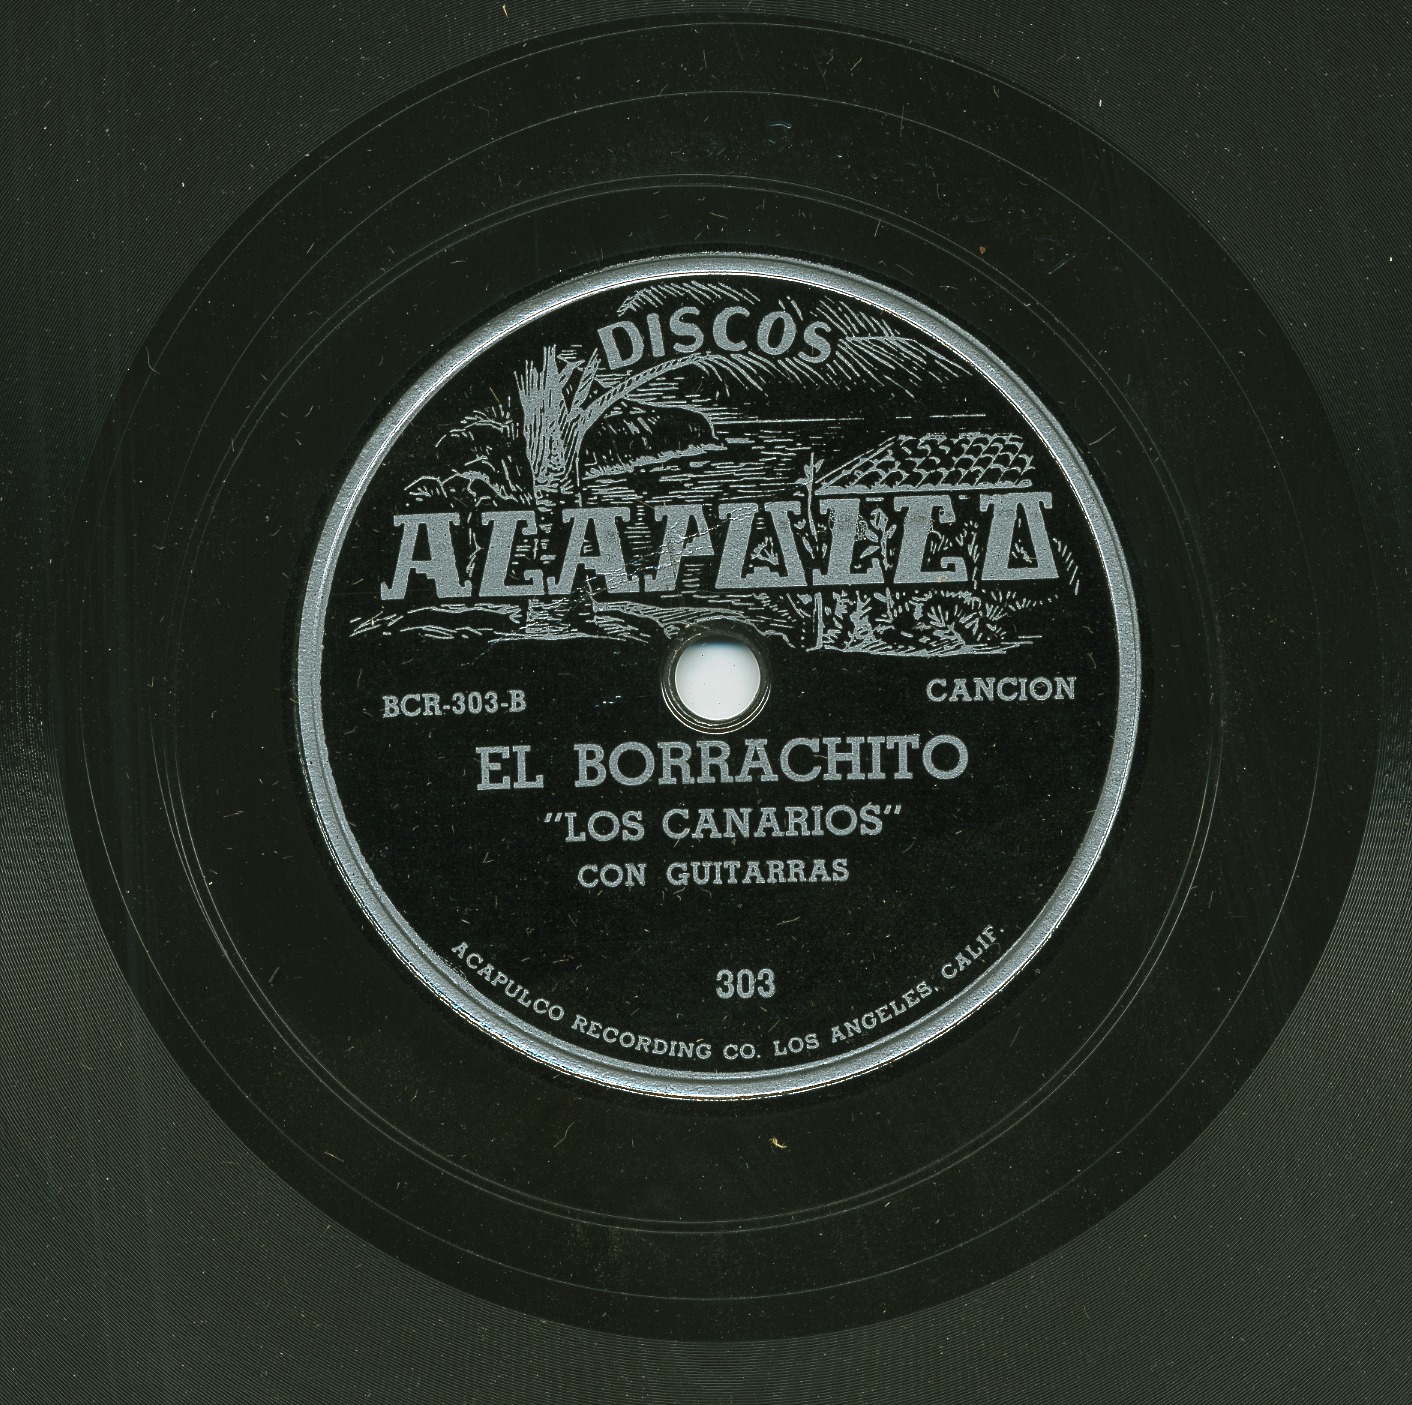 DISCOS
ACAPULCO
BCR-303-B
CANCION
EL BORRACHITO
"LOS CANARIOS"
CON GUITARRAS
303
ACAPULCO RECORDING CO. LOS ANGELES, CALIF.